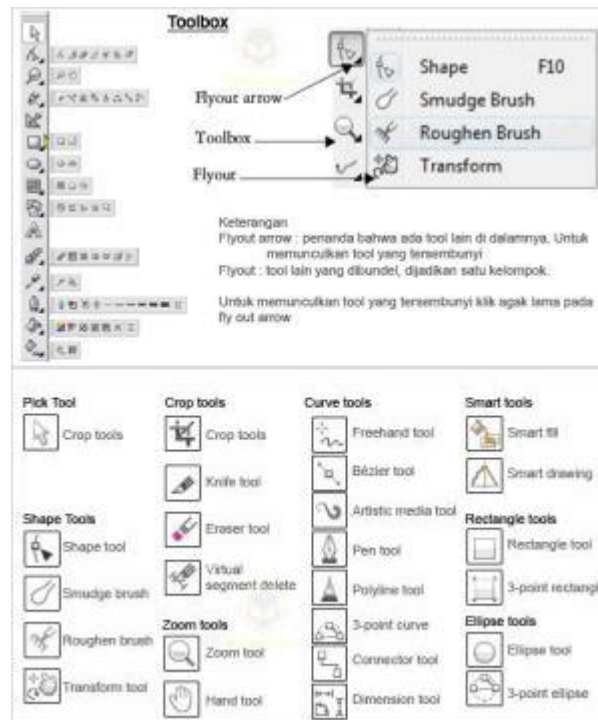 Toolbox
Flyout arrow
Toolbox
Flyout
Shape F10
Smudge Brush
Roughen Brush
Transform
Keterangan
Flyout arrow : penanda bahwa ada tool lain di dalamnya. Untuk
memunculkan tool yang tersembunyi
Flyout : tool lain yang dibundel, dijadikan satu kelompok.
Untuk memunculkan tool yang tersembunyi klik agak lama pada
fly out arrow
Pick Tool
Crop tools
Shape Tools
Shape tool
Smudge brush
Roughen brush
Transform tool
Crop tools
Crop tools
Knife tool
Eraser tool
Virtual
segment delete
Zoom tools
Zoom tool
Hand tool
Curve tools
Freehand tool
Bézier tool
Artistic media tool
Pen tool
Polyline tool
3-point curve
Connector tool
Dimension tool
Smart tools
Smart fill
Smart drawing
Rectangle tools
Rectangle tool
3-point rectangl
Ellipse tools
Ellipse tool
3-point ellipse